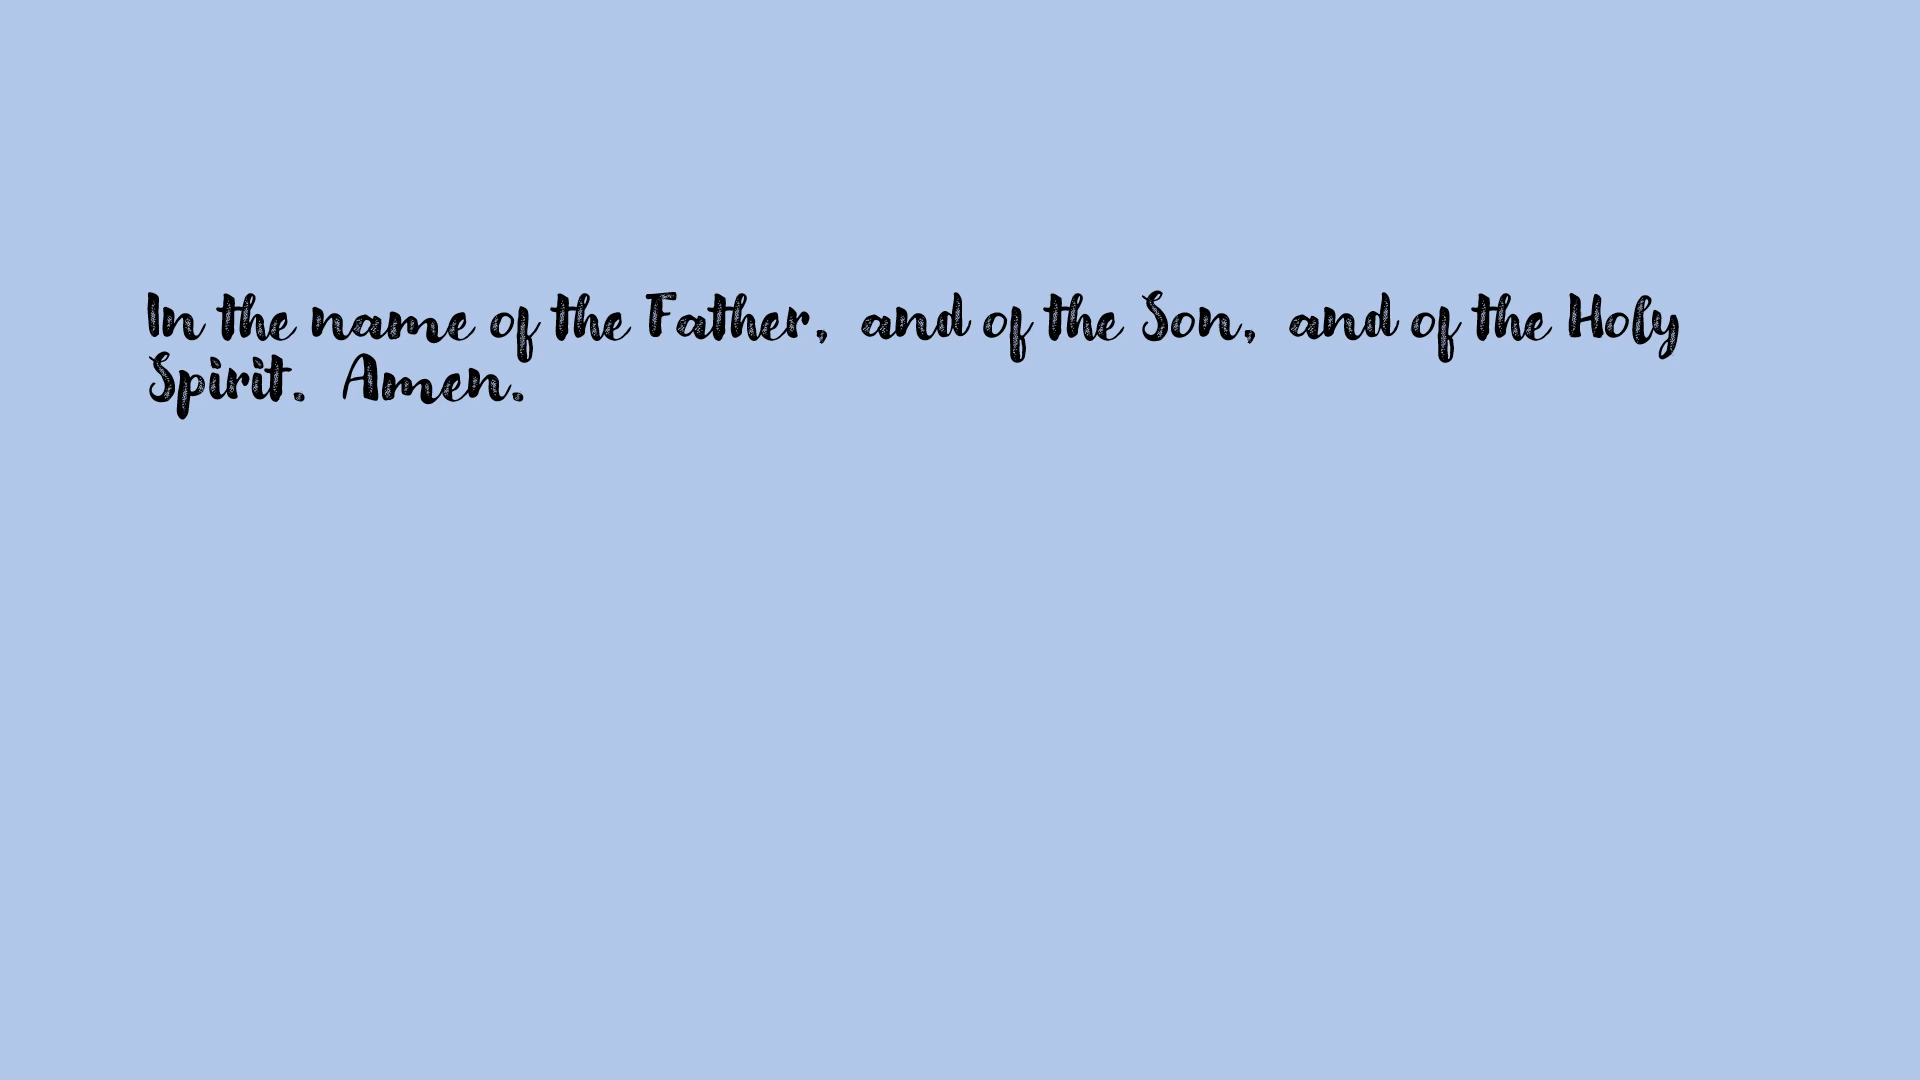 In the name of the Father, and of the Son, and of the Holy
Spirit. Amen.